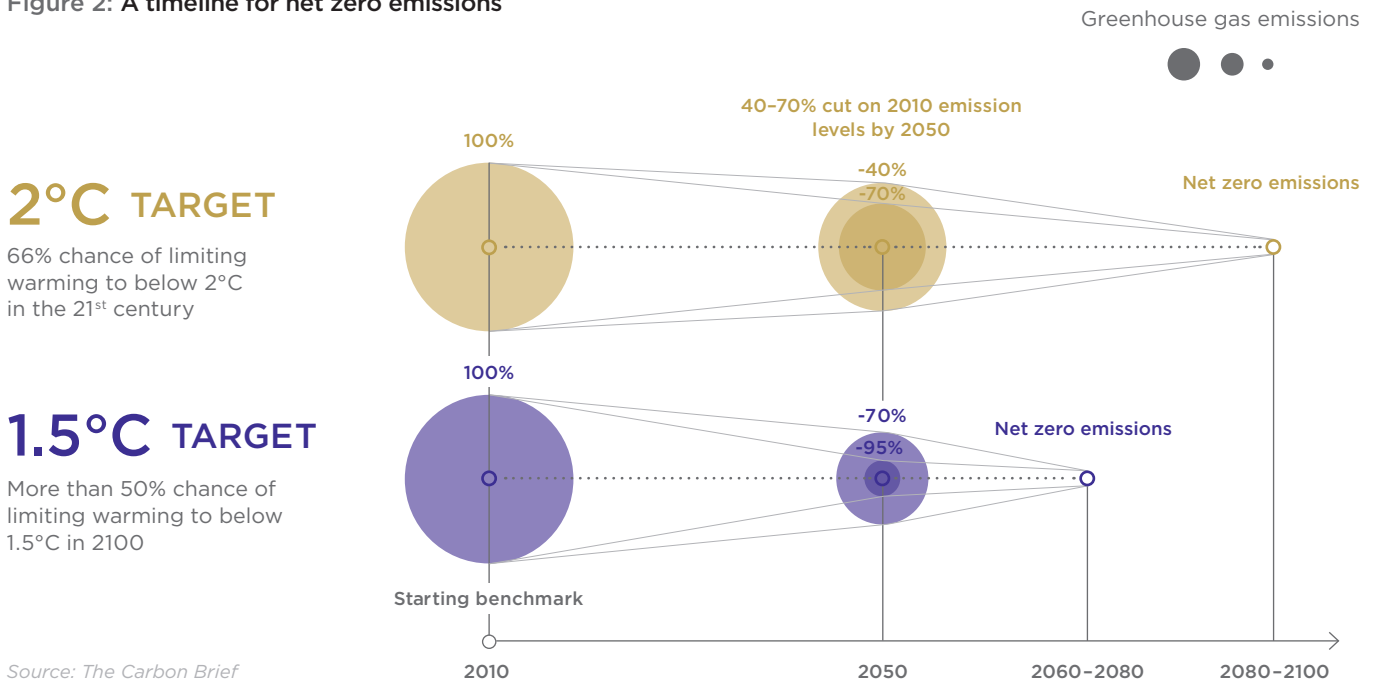 Figure 2: A timeline for net zero emissions
Greenhouse gas emissions
40–70% cut on 2010 emission
levels by 2050
100%
-40%
-70%
Net zero emissions
2°C TARGET
66% chance of limiting
warming to below 2°C
in the 21st century
100%
-70%
-95%
Net zero emissions
1.5°C TARGET
More than 50% chance of
limiting warming to below
1.5°C in 2100
Starting benchmark
Source: The Carbon Brief
2010
2050
2060–2080
2080–2100